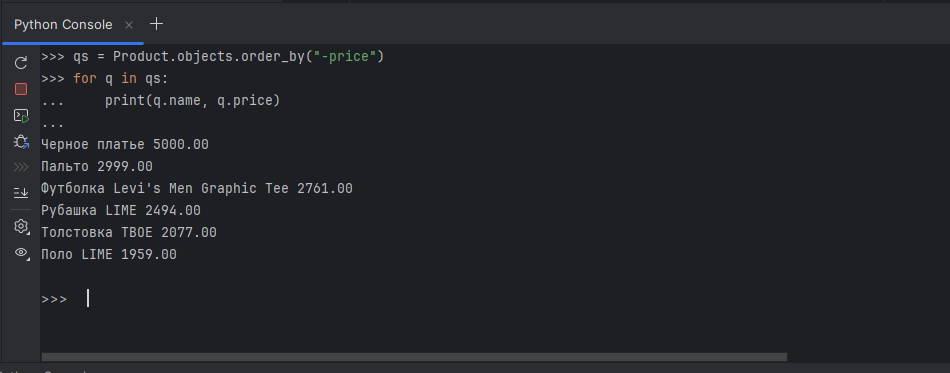 Python Console
>>> qs = Product.objects.order_by("-price")
>>> for q in qs:
...     print(q.name, q.price)
...
Черное платье 5000.00
Пальто 2999.00
Футболка Levi's Men Graphic Tee 2761.00
Рубашка LIME 2494.00
Толстовка ТВОЕ 2077.00
Поло LIME 1959.00
>>>